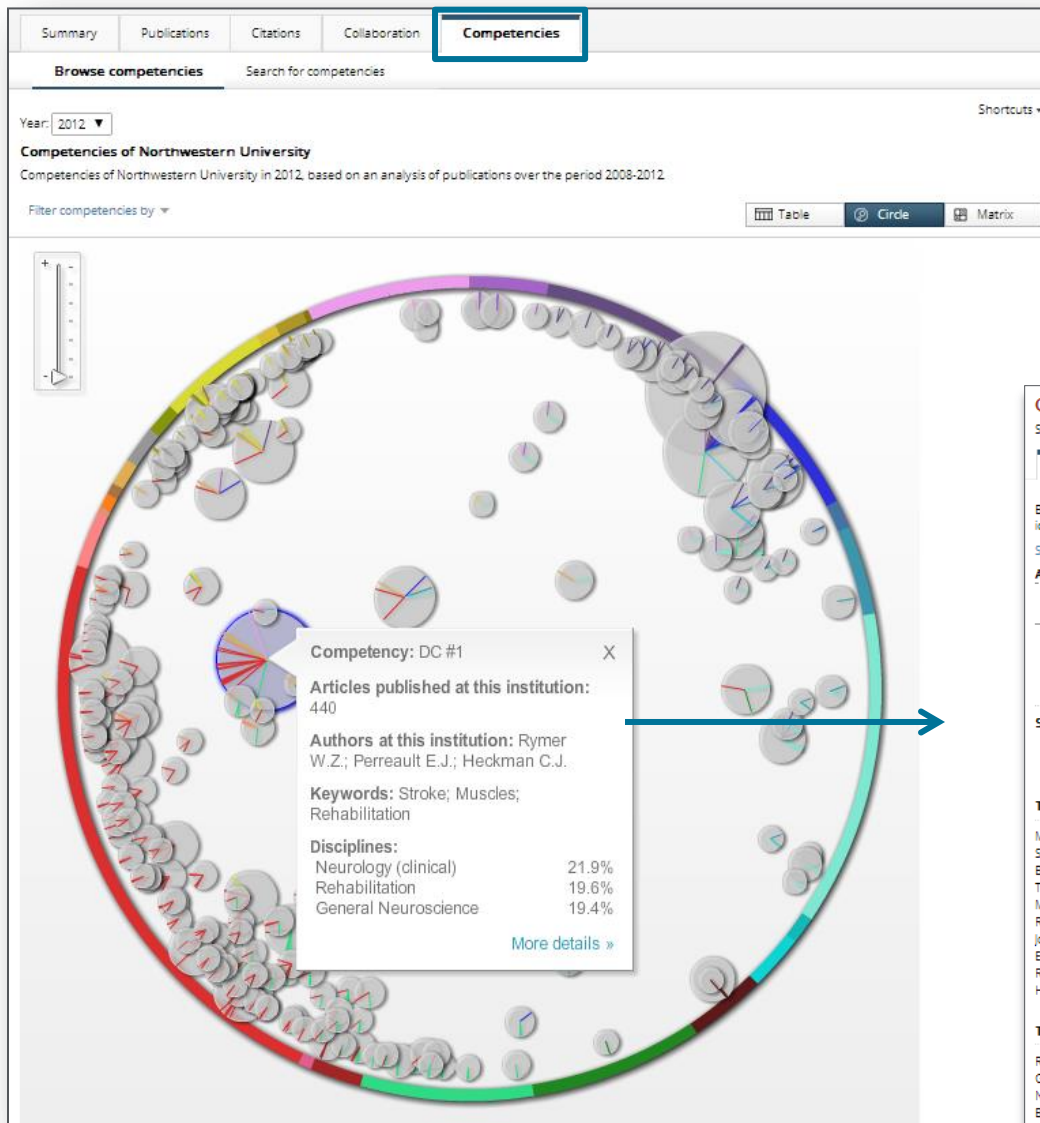 Summary Publications Citations Collaboration Competencies
Browse competencies Search for competencies
Shortcuts
Year: 2012
Competencies of Northwestern University
Competencies of Northwestern University in 2012, based on an analysis of publications over the period 2008-2012.
Filter competencies by
Table Circle Matrix
+
-
Competency: DC #1 X
Articles published at this institution:
440
Authors at this institution: Rymer
W.Z.; Perreault E.J.; Heckman C.J.
Keywords: Stroke; Muscles;
Rehabilitation
Disciplines:
Neurology (clinical) 21.9%
Rehabilitation 19.6%
General Neuroscience 19.4%
More details »